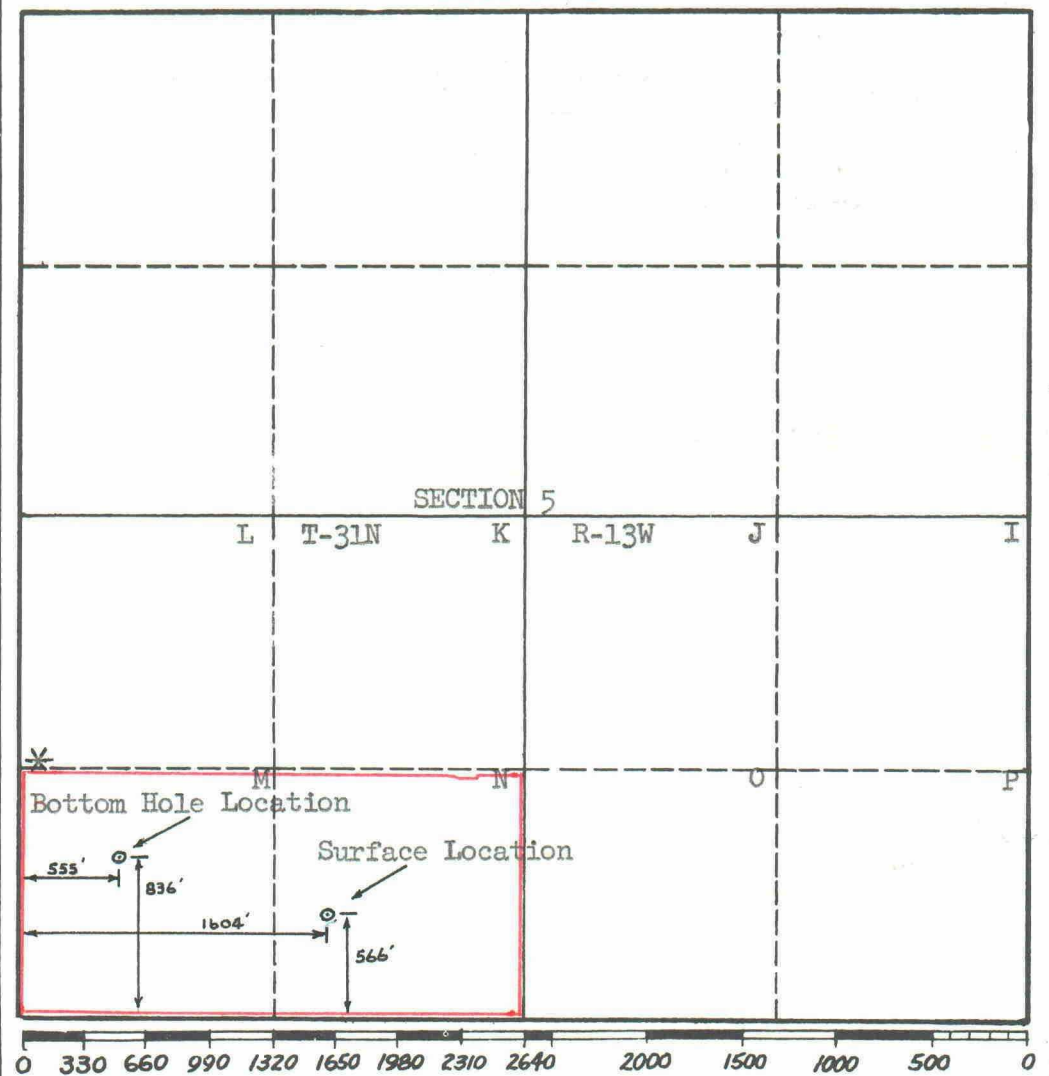 SECTION 5
L T-31N K R-13W J I
*
M N O P
Bottom Hole Location
Surface Location
555'
836'
1604'
566'
0 330 660 990 1320 1650 1980 2310 2640 2000 1500 1000 500 0